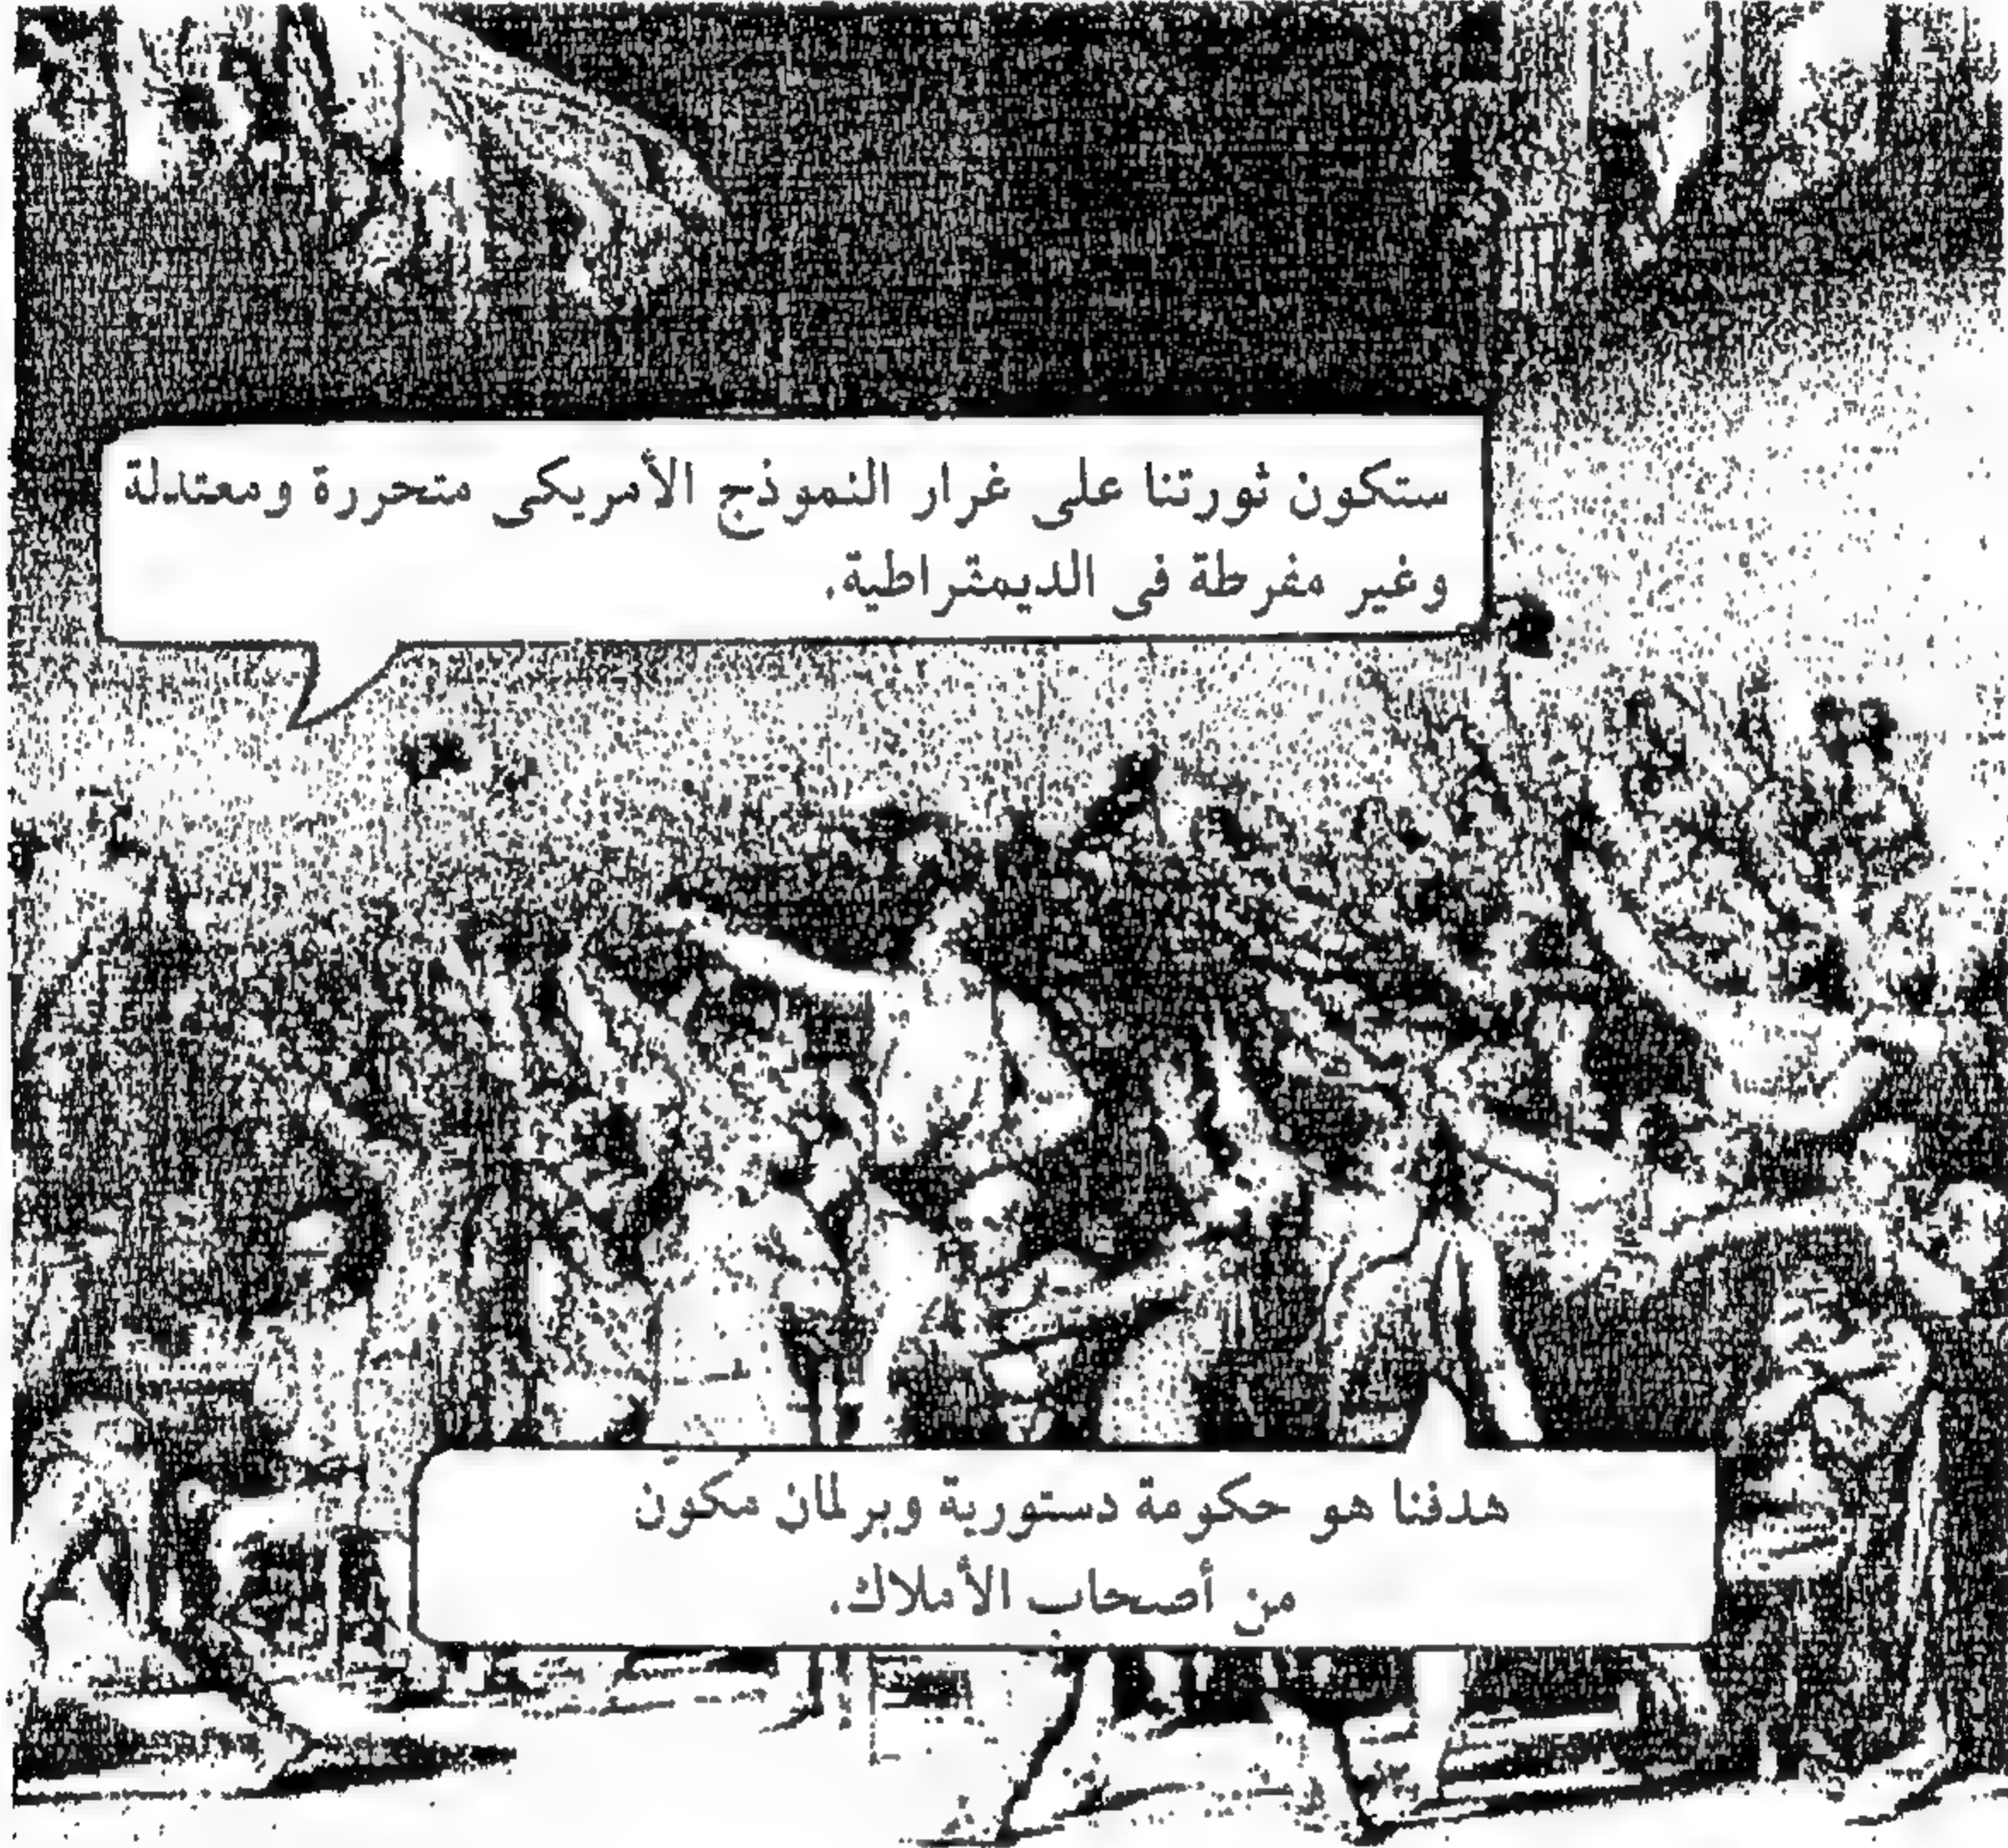 ستكون ثورتنا على غرار النموذج الأمريكى متحررة ومعتدلة
وغير مفرطة فى الديمقراطية.
هدفنا هو حكومة دستورية وبرلمان مكوّن
من أصحاب الأملاك.